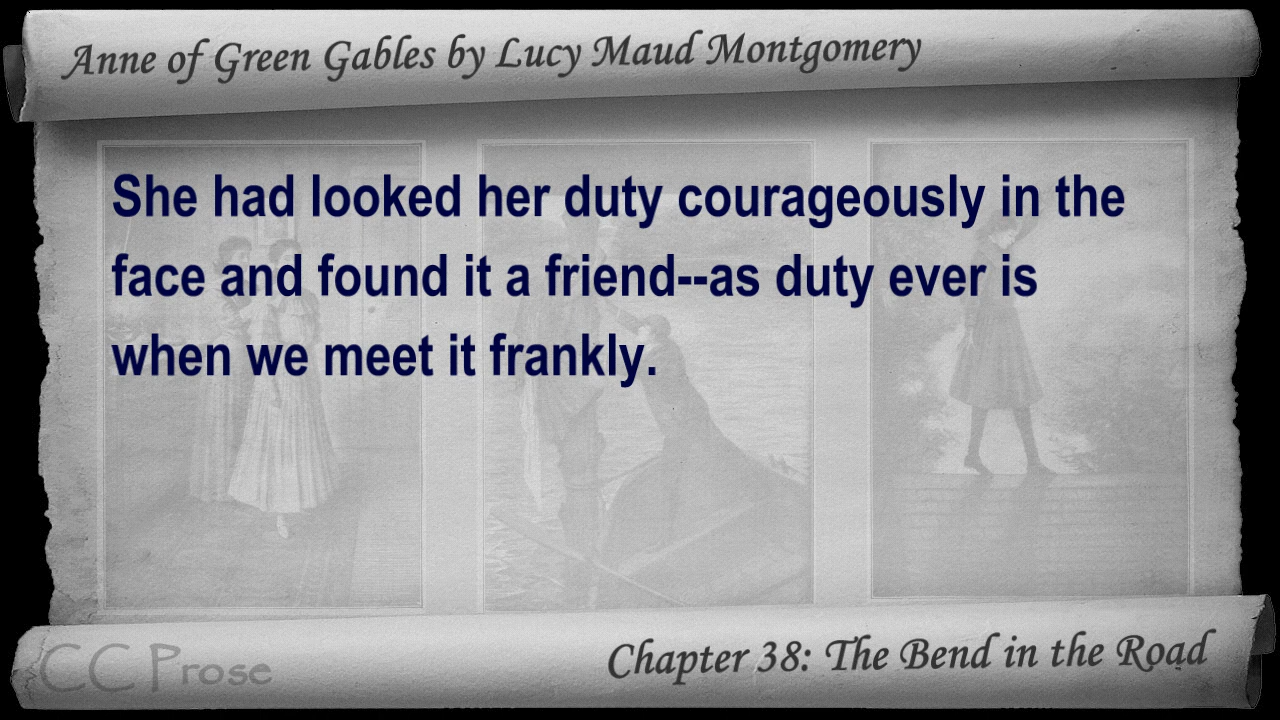 Anne of Green Gables by Lucy Maud Montgomery
She had looked her duty courageously in the
face and found it a friend--as duty ever is
when we meet it frankly.
CC Prose
Chapter 38: The Bend in the Road